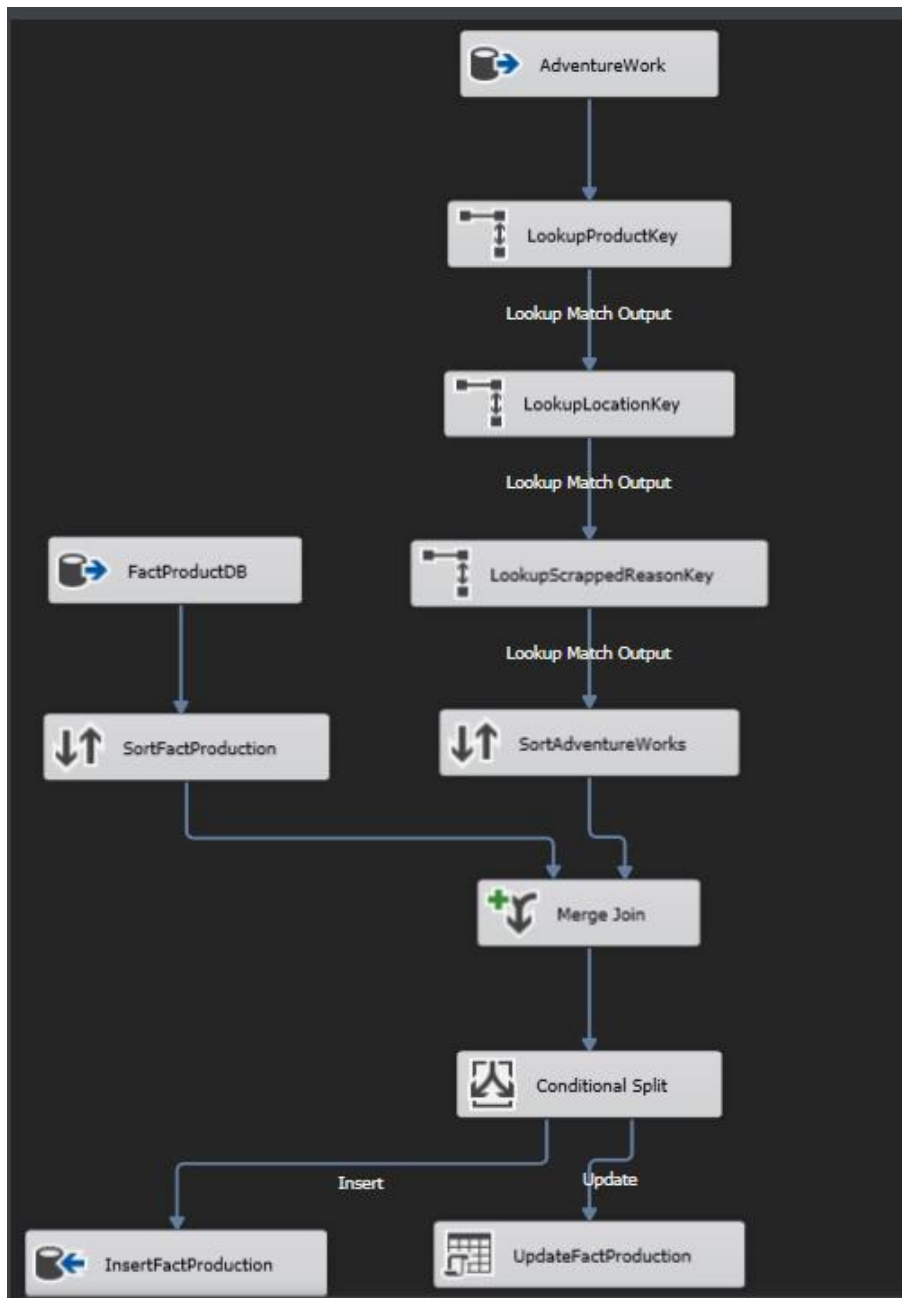 AdventureWork
LookupProductKey
Lookup Match Output
LookupLocationKey
Lookup Match Output
FactProductDB
LookupScrappedReasonKey
Lookup Match Output
SortFactProduction
SortAdventureWorks
Merge Join
Conditional Split
Insert
Update
InsertFactProduction
UpdateFactProduction